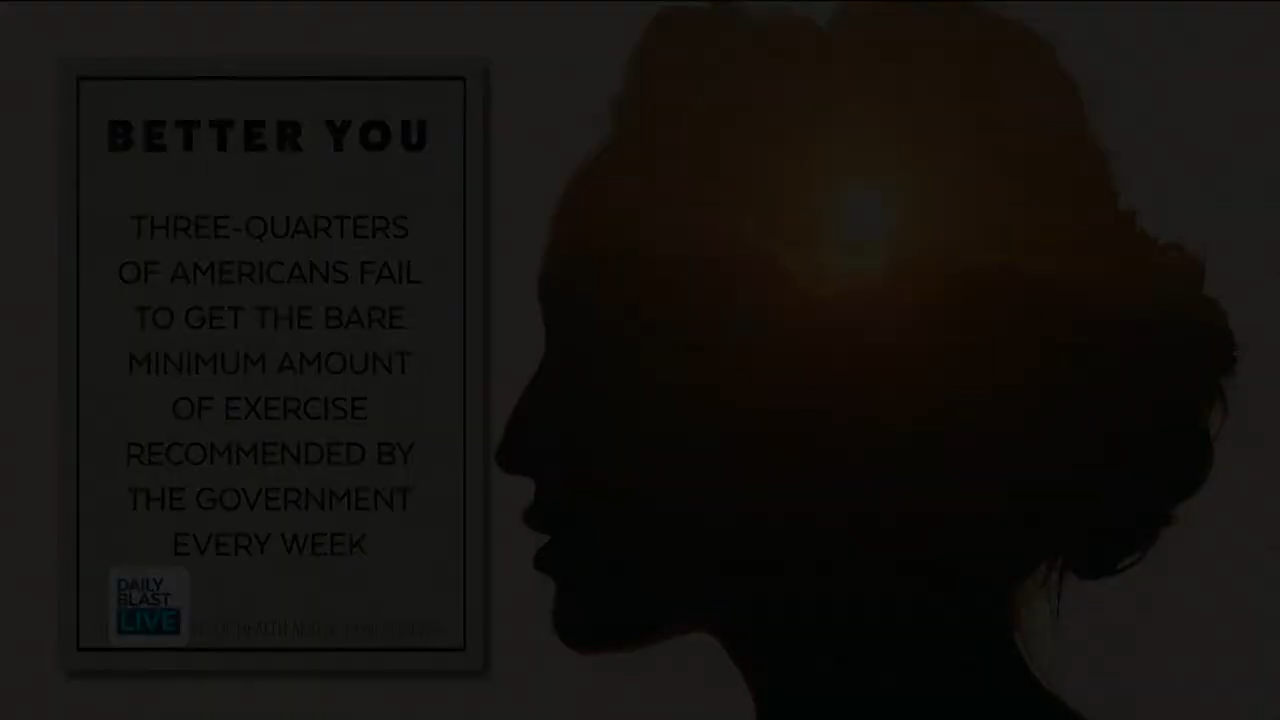 BETTER YOU
THREE-QUARTERS
OF AMERICANS FAIL
TO GET THE BARE
MINIMUM AMOUNT
OF EXERCISE
RECOMMENDED BY
THE GOVERNMENT
EVERY WEEK
DAILY
BLAST
LIVE